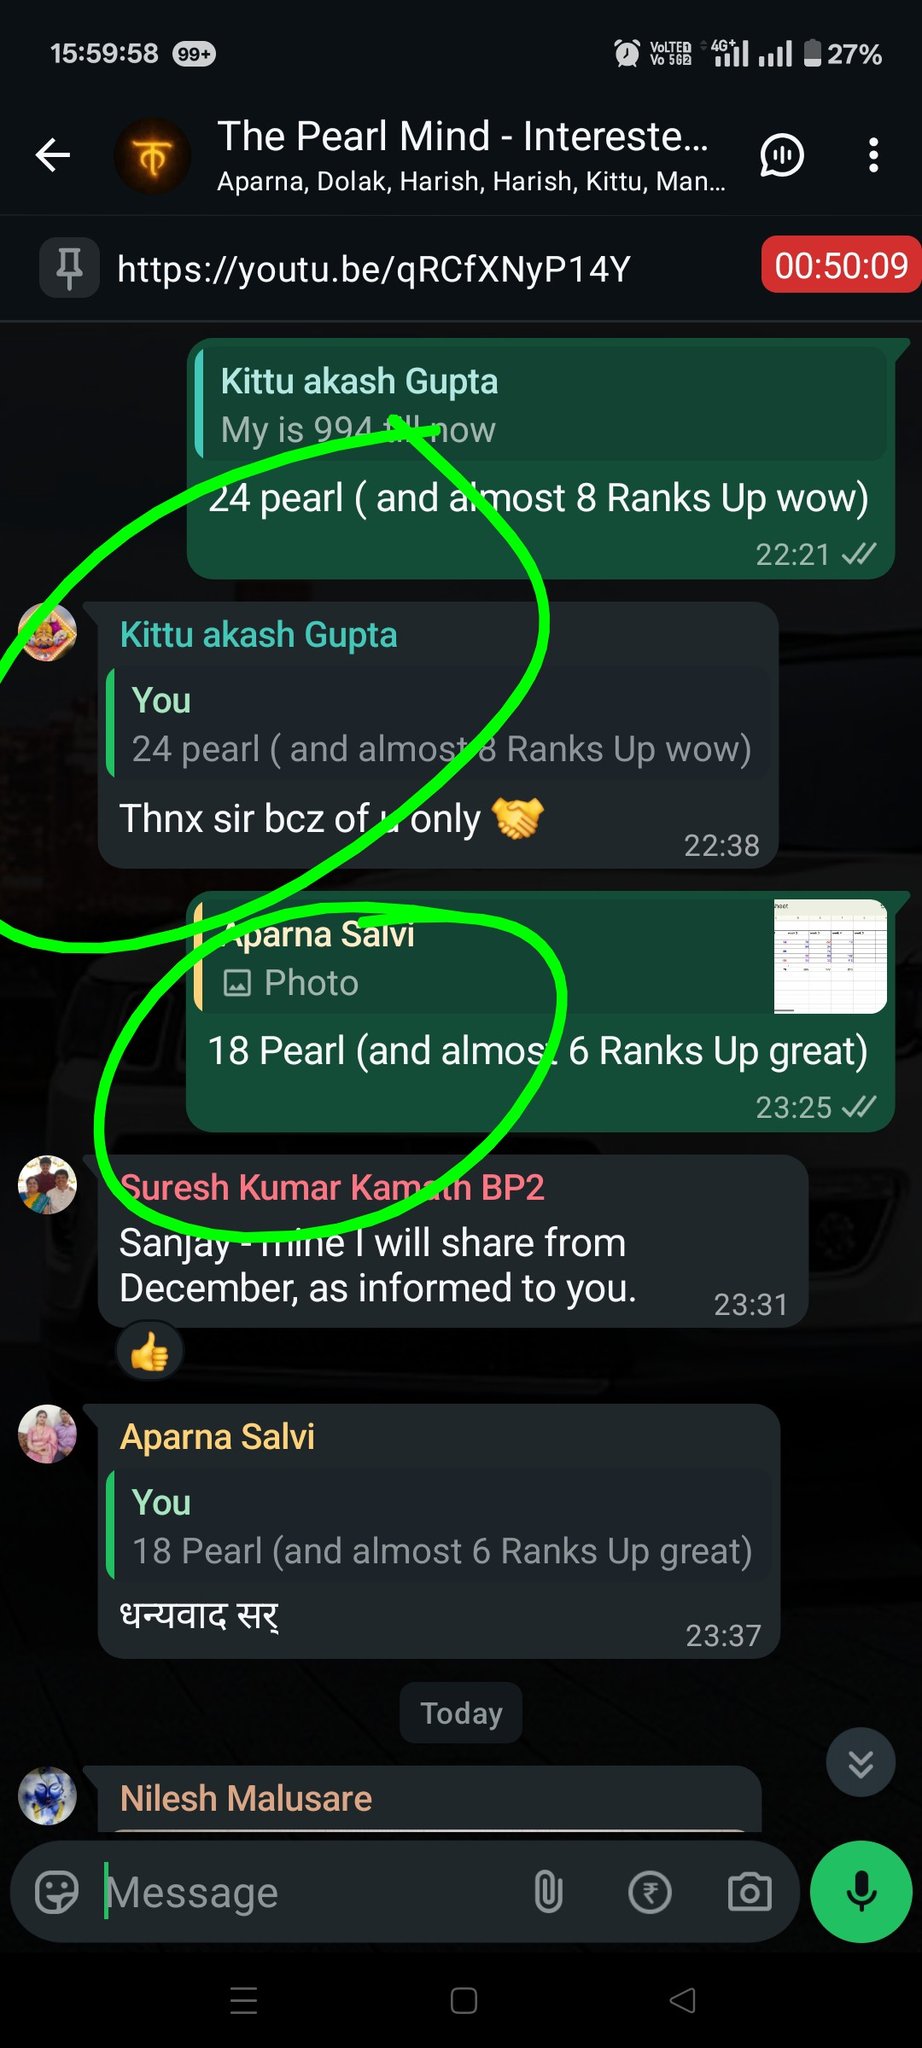 15:59:58 99+ VoLTED Vo 5G2 4G+ 27%
The Pearl Mind - Intereste...
Aparna, Dolak, Harish, Harish, Kittu, Man...
https://youtu.be/qRCfXNyP14Y 00:50:09
Kittu akash Gupta
My is 994 till now
24 pearl ( and almost 8 Ranks Up wow)
22:21
Kittu akash Gupta
You
24 pearl ( and almost 8 Ranks Up wow)
Thnx sir bcz of u only 🤝
22:38
Aparna Salvi
Photo
18 Pearl (and almost 6 Ranks Up great)
23:25
Suresh Kumar Kamath BP2
Sanjay - mine I will share from
December, as informed to you.
23:31
👍
Aparna Salvi
You
18 Pearl (and almost 6 Ranks Up great)
धन्यवाद सर्
23:37
Today
Nilesh Malusare
Message